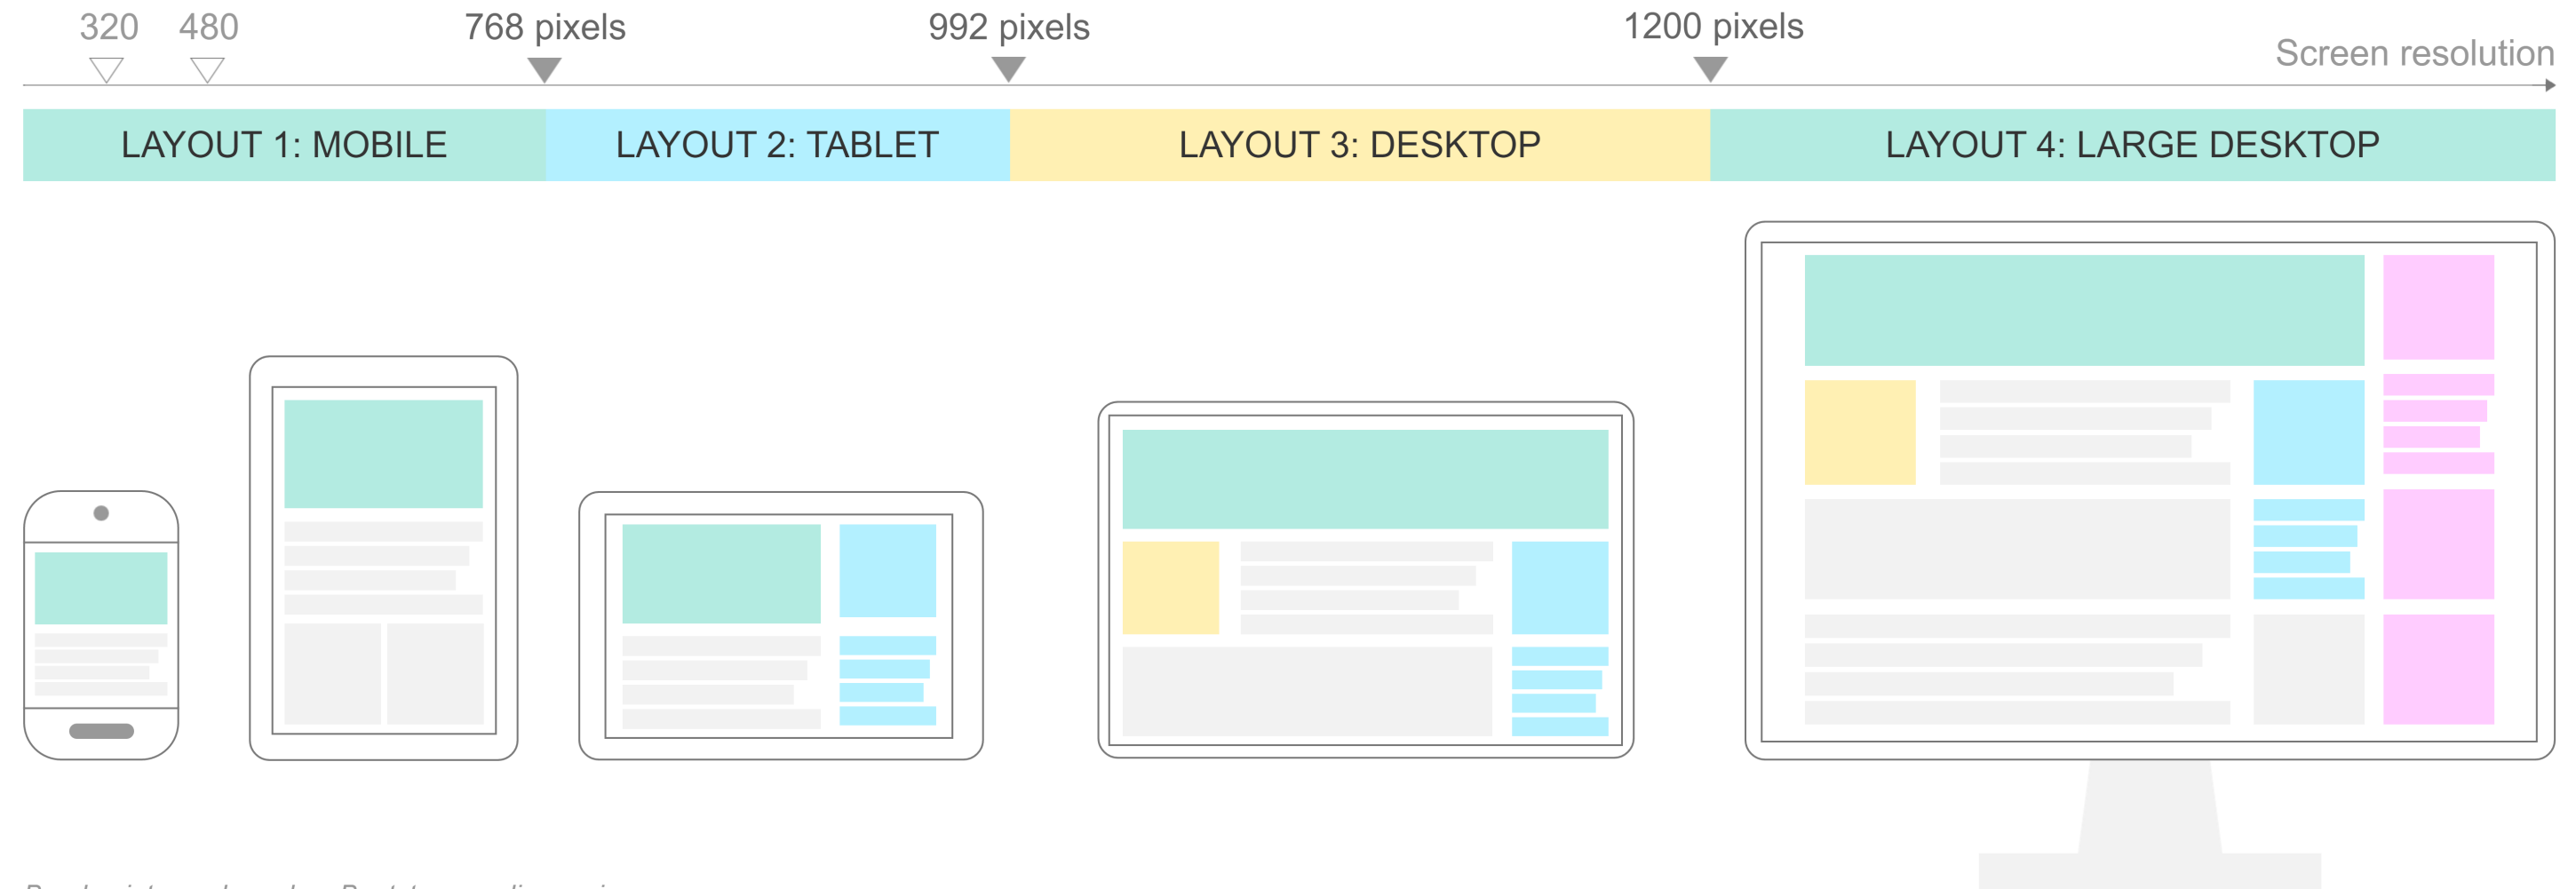 320 480 768 pixels 992 pixels 1200 pixels
Screen resolution
LAYOUT 1: MOBILE LAYOUT 2: TABLET LAYOUT 3: DESKTOP LAYOUT 4: LARGE DESKTOP